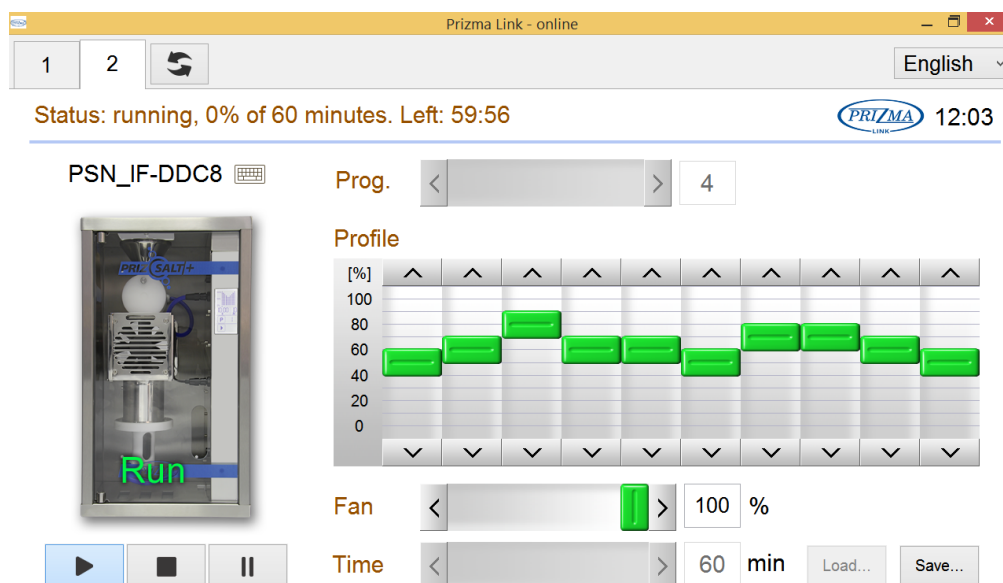 Prizma Link - online
1 2 English
Status: running, 0% of 60 minutes. Left: 59:56
PRIZMA
LINK
12:03
PSN_IF-DDC8
Prog. 4
Profile
[%]
100
80
60
40
20
0
PRIZ SALT+
Run
Fan 100 %
Time 60 min Load... Save...